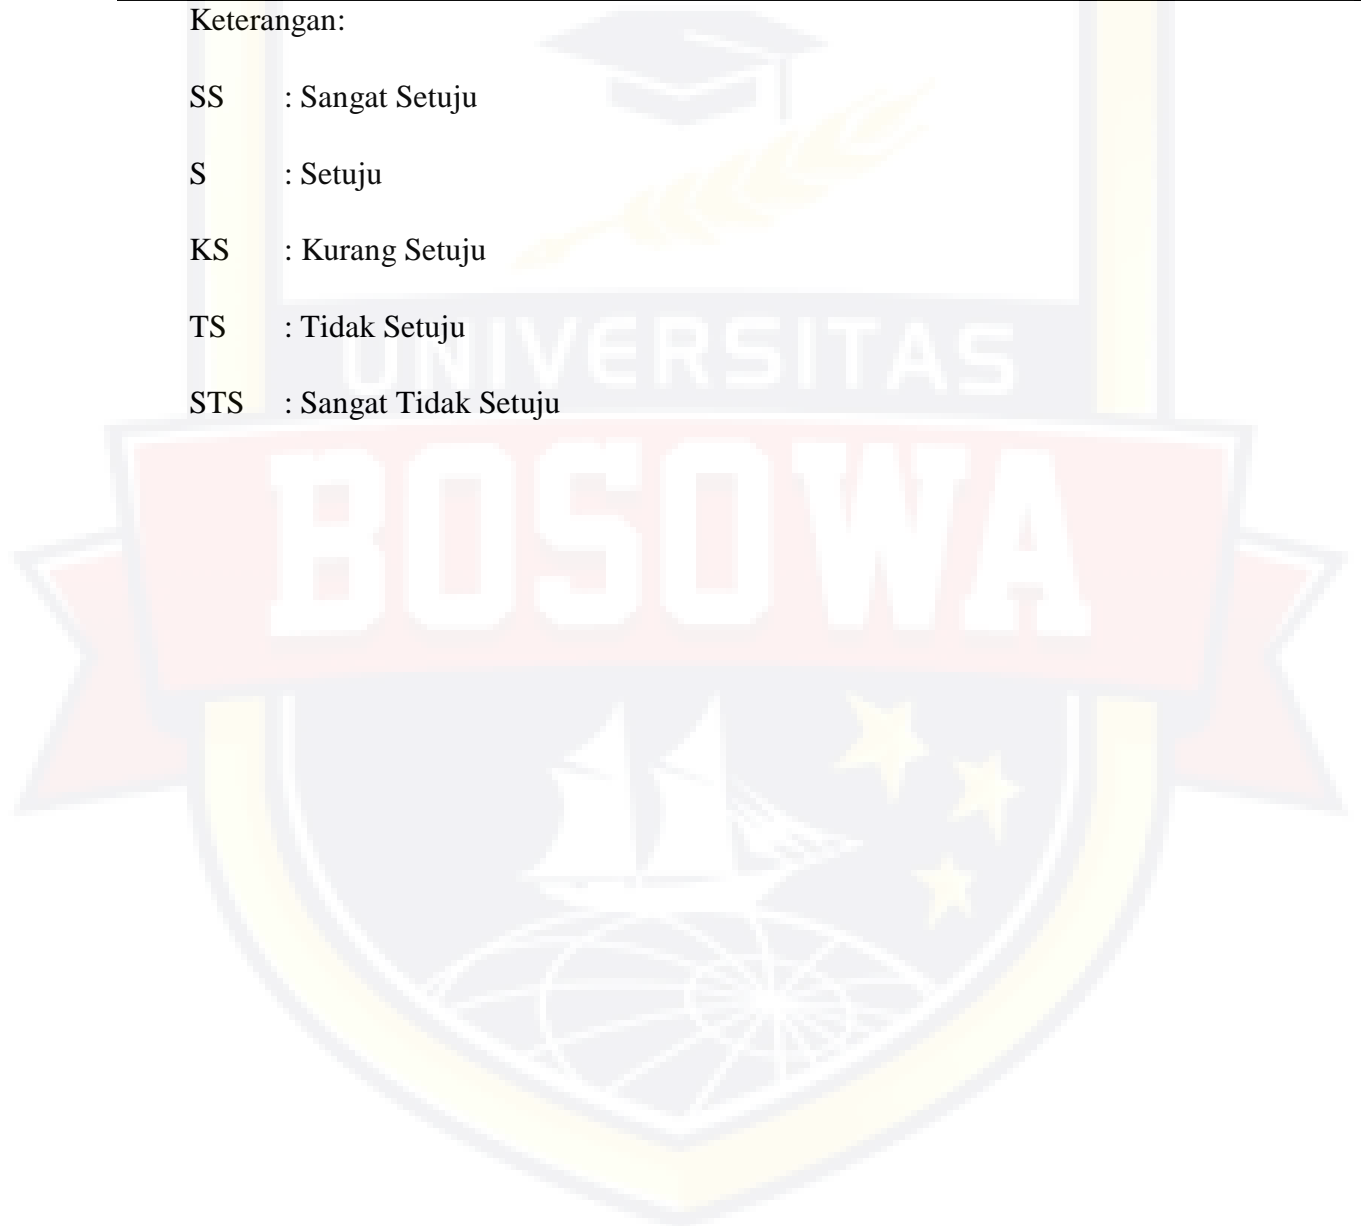 Keterangan:
SS : Sangat Setuju
S : Setuju
KS : Kurang Setuju
TS : Tidak Setuju
STS : Sangat Tidak Setuju
UNIVERSITAS
BOSOWA